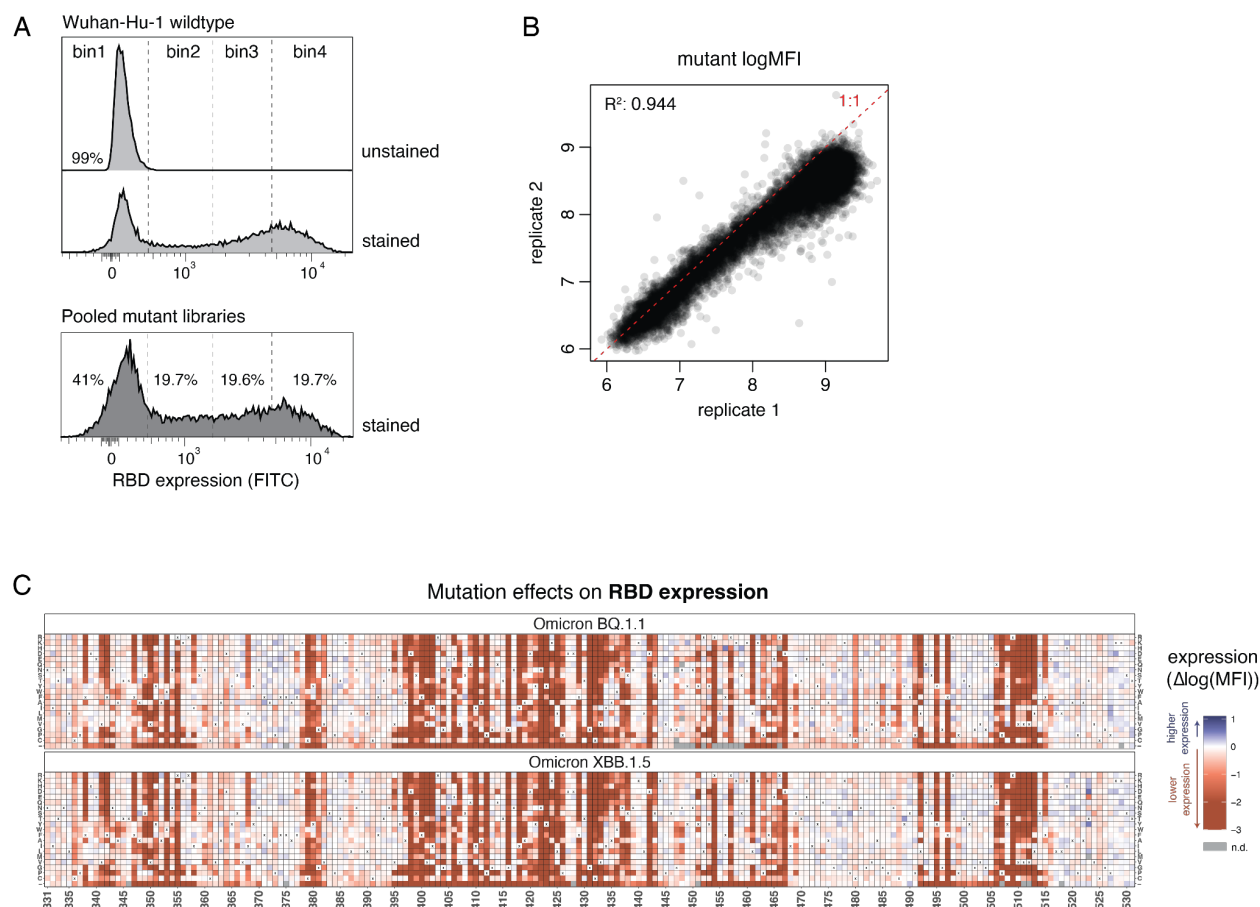 A
Wuhan-Hu-1 wildtype
bin1 bin2 bin3 bin4
99%
unstained
stained
0 10³ 10⁴
Pooled mutant libraries
41% 19.7% 19.6% 19.7%
stained
0 10³ 10⁴
RBD expression (FITC)
B
mutant logMFI
R²: 0.944
1:1
replicate 2
9
8
7
6
6 7 8 9
replicate 1
C
Mutation effects on RBD expression
Omicron BQ.1.1
Omicron XBB.1.5
331 335 340 345 350 355 360 365 370 375 380 385 390 395 400 405 410 415 420 425 430 435 440 445 450 455 460 465 470 475 480 485 490 495 500 505 510 515 520 525 530
expression
(Δlog(MFI))
higher
expression
lower
expression
1
0
−1
−2
−3
n.d.